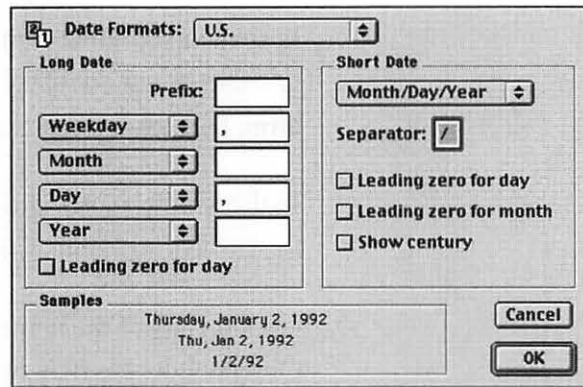 Date Formats: U.S.
Long Date
Prefix:
Weekday ,
Month
Day ,
Year
Leading zero for day
Short Date
Month/Day/Year
Separator: /
Leading zero for day
Leading zero for month
Show century
Samples
Thursday, January 2, 1992
Thu, Jan 2, 1992
1/2/92
Cancel
OK